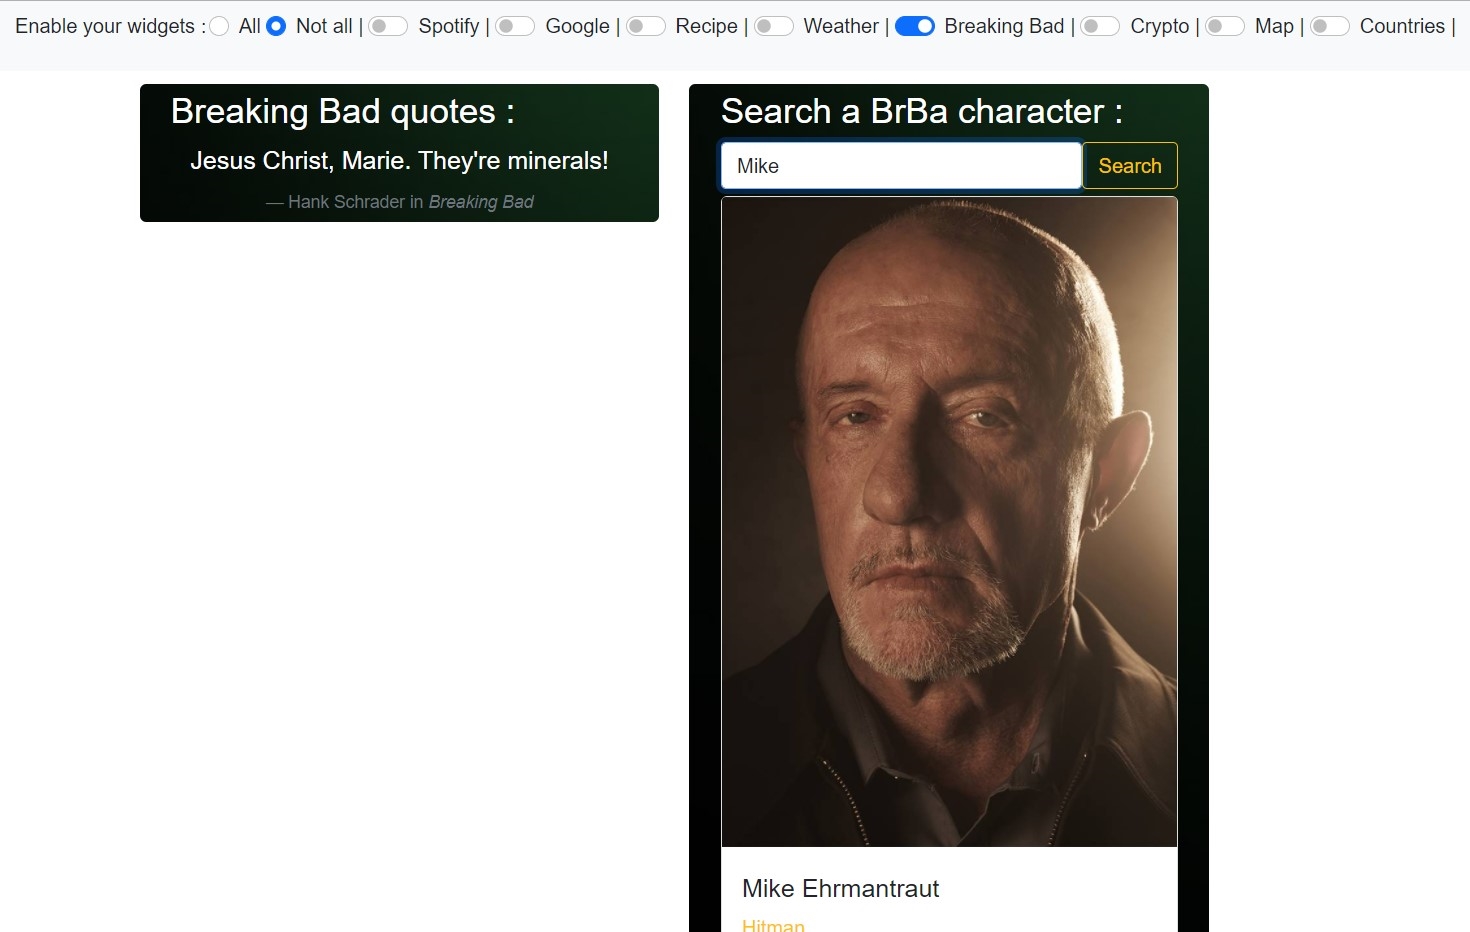 Enable your widgets : All Not all | Spotify | Google | Recipe | Weather | Breaking Bad | Crypto | Map | Countries |
Breaking Bad quotes :
Jesus Christ, Marie. They're minerals!
— Hank Schrader in Breaking Bad
Search a BrBa character :
Mike Search
Mike Ehrmantraut
Hitman